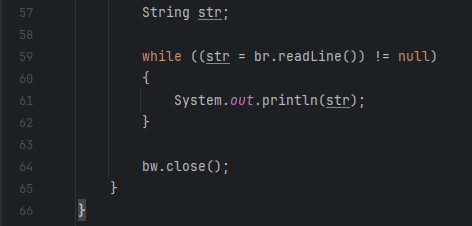 57 String str;
58
59 while ((str = br.readLine()) != null)
60 {
61 System.out.println(str);
62 }
63
64 bw.close();
65 }
66 }